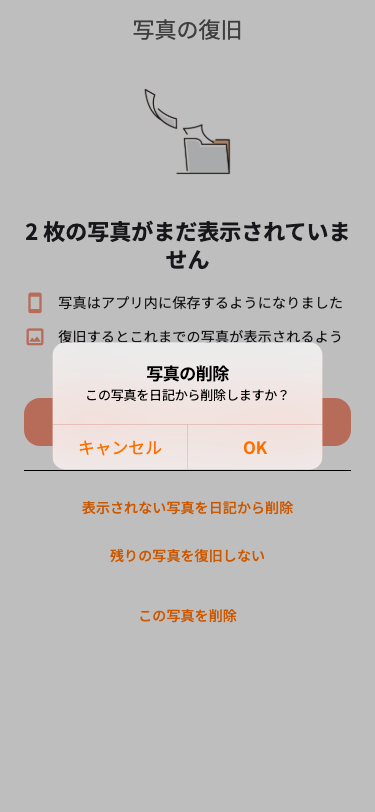 写真の復旧
2 枚の写真がまだ表示されていま
せん
写真はアプリ内に保存するようになりました
復旧するとこれまでの写真が表示されるよう
写真の削除
この写真を日記から削除しますか？
キャンセル
OK
表示されない写真を日記から削除
残りの写真を復旧しない
この写真を削除